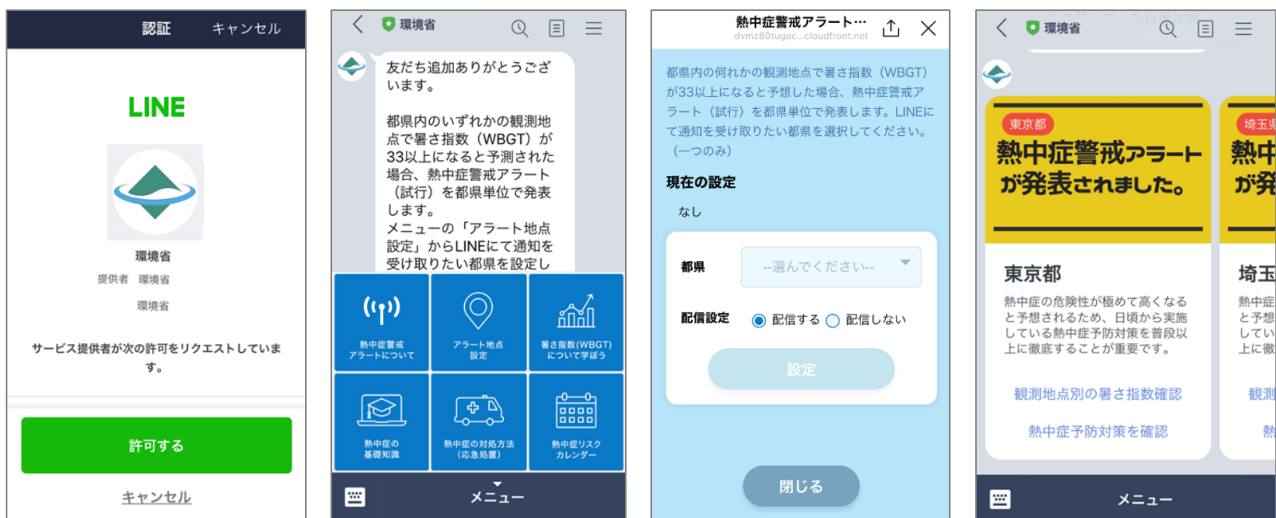 認証
キャンセル
LINE
環境省
提供者 環境省
環境省
サービス提供者が次の許可をリクエストしていま
す。
許可する
キャンセル
環境省
友だち追加ありがとうござ
います。
都県内のいずれかの観測地
点で暑さ指数(WBGT)が
33以上になると予測された
場合、熱中症警戒アラート
(試行)を都県単位で発表
します。
メニューの「アラート地点
設定」からLINEにて通知を
受け取りたい都県を設定し
熱中症警戒
アラートについて
アラート地点
設定
暑さ指数(WBGT)
について学ぼう
熱中症の
基礎知識
熱中症の対処方法
(応急処置)
熱中症リスク
カレンダー
メニュー
熱中症警戒アラート…
dvmz80tugoc...cloudfront.net
都県内の何れかの観測地点で暑さ指数(WBGT)
が33以上になると予想した場合、熱中症警戒ア
ラート(試行)を都県単位で発表します。LINEに
て通知を受け取りたい都県を選択してください。
(一つのみ)
現在の設定
なし
都県
--選んでください--
配信設定
配信する
配信しない
設定
閉じる
環境省
東京都
熱中症警戒アラート
が発表されました。
東京都
熱中症の危険性が極めて高くなる
と予想されるため、日頃から実施
している熱中症予防対策を普段以
上に徹底することが重要です。
観測地点別の暑さ指数確認
熱中症予防対策を確認
埼玉県
熱中
が発
埼玉
熱中症
と予想
してい
上に徹
観測
熱
メニュー